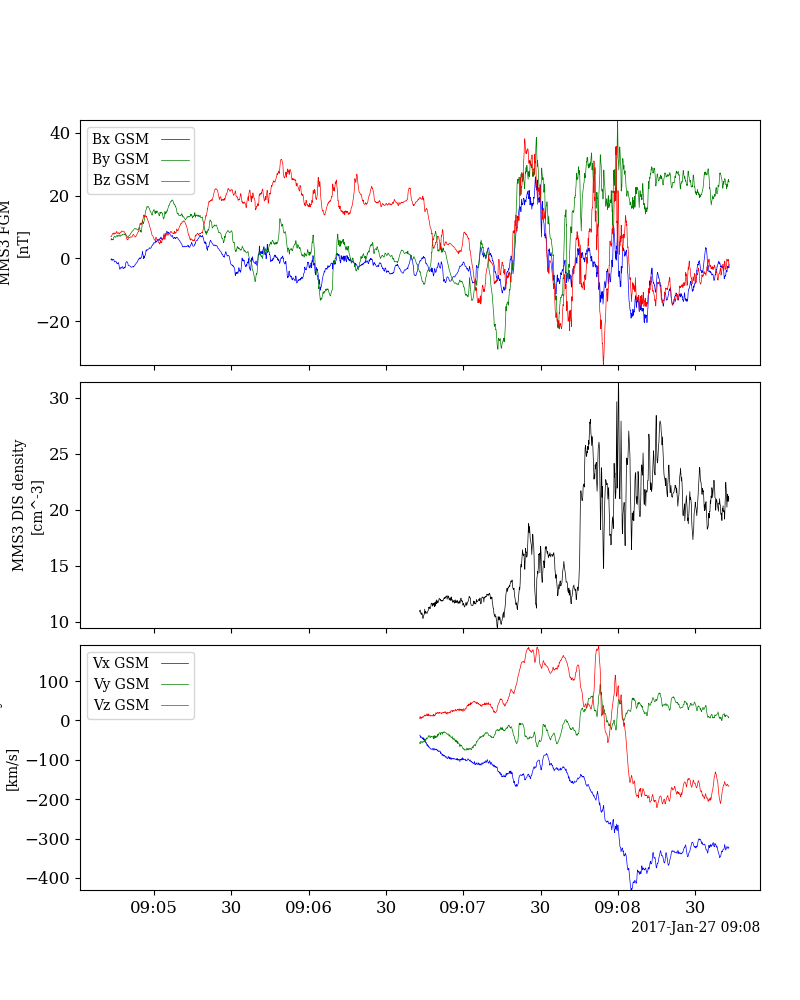 40
20
0
−20
MMS3 FGM
[nT]
Bx GSM
By GSM
Bz GSM
30
25
20
15
10
MMS3 DIS density
[cm^-3]
100
0
−100
−200
−300
−400
[km/s]
Vx GSM
Vy GSM
Vz GSM
09:05 30 09:06 30 09:07 30 09:08 30
2017-Jan-27 09:08